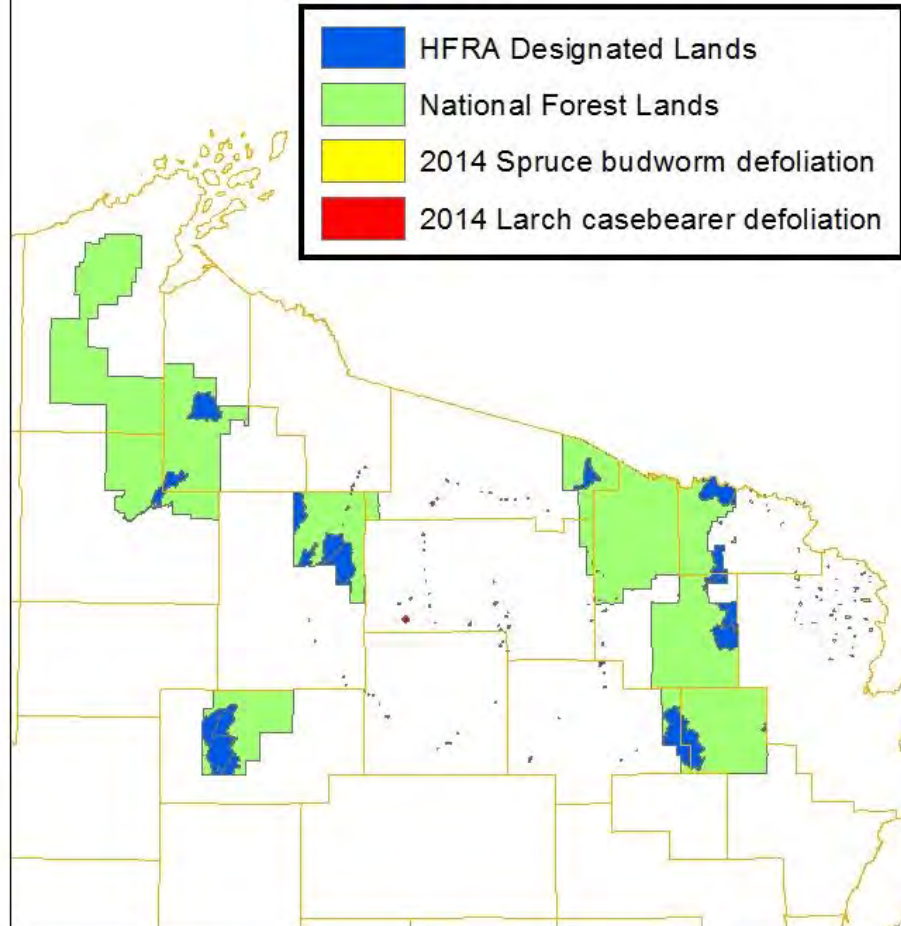 HFRA Designated Lands
National Forest Lands
2014 Spruce budworm defoliation
2014 Larch casebearer defoliation